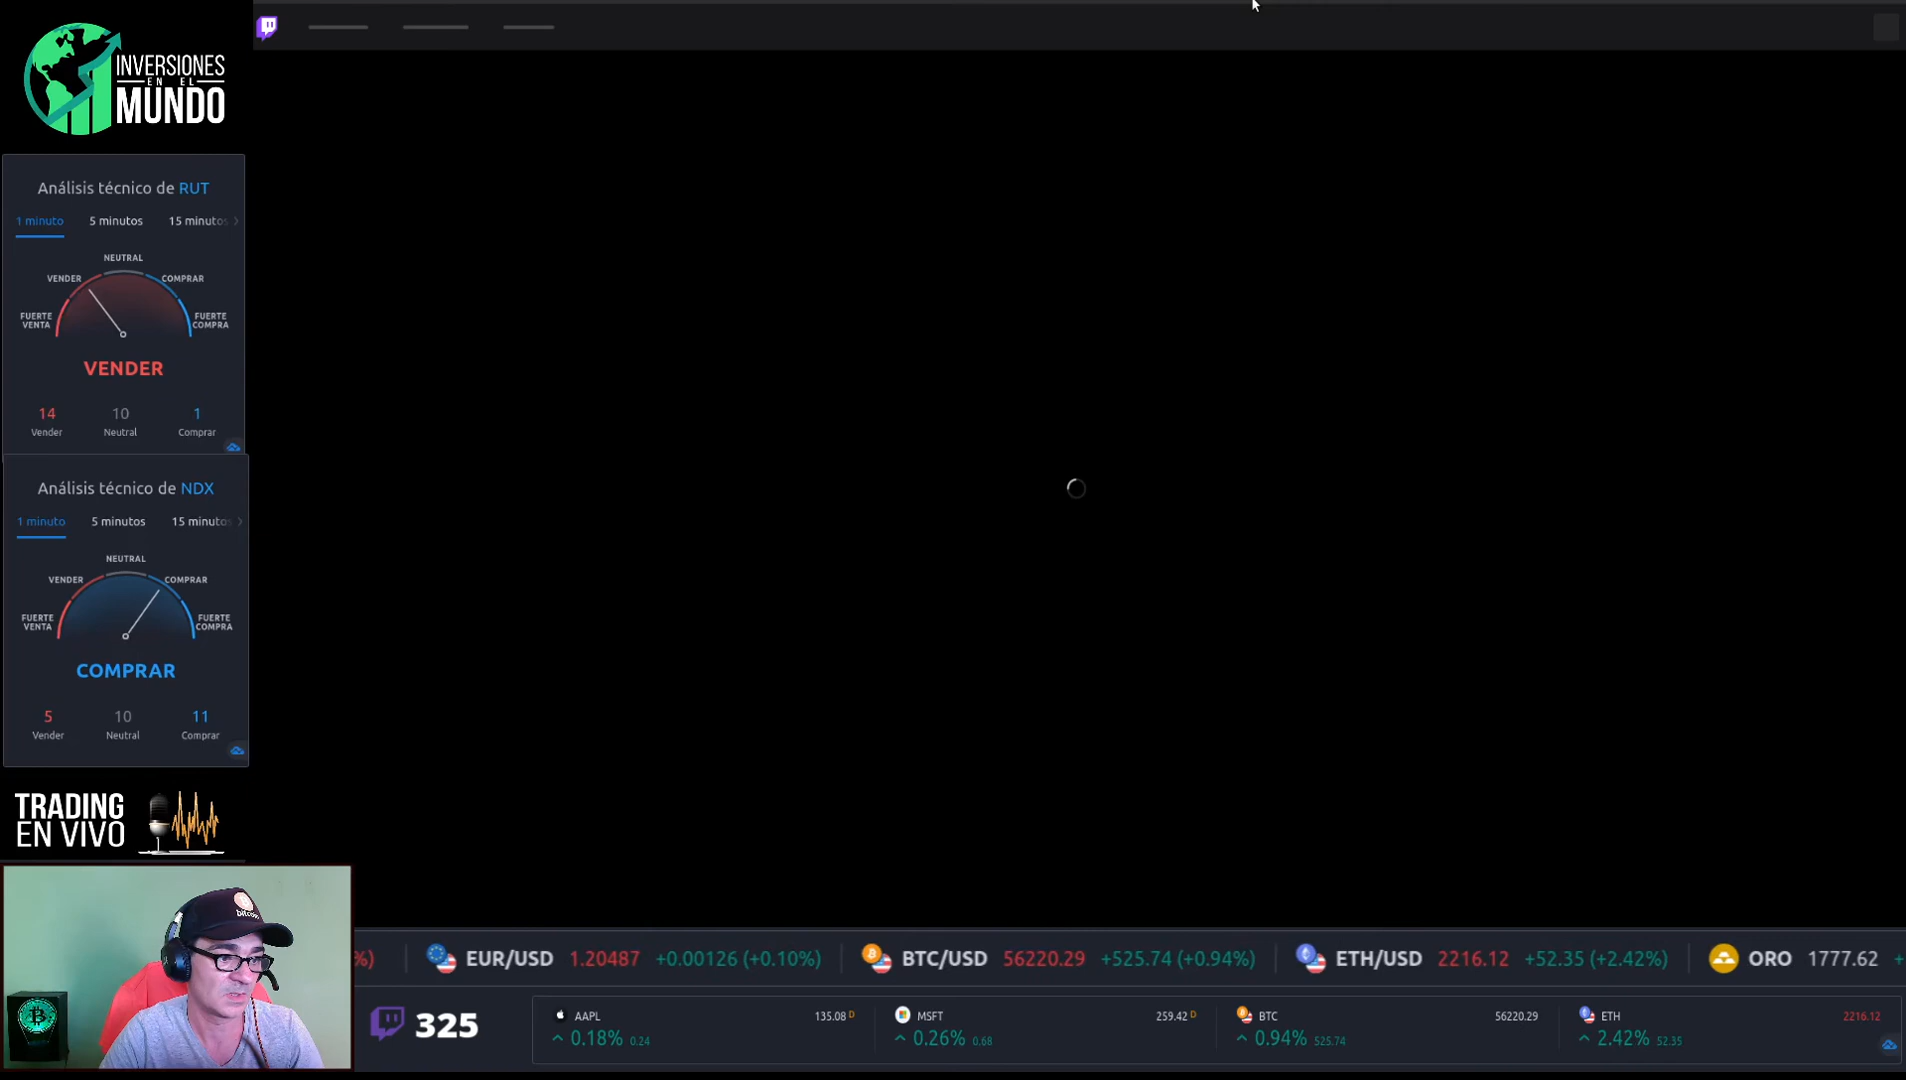 INVERSIONES
EN EL
MUNDO
Análisis técnico de RUT
1 minuto 5 minutos 15 minutos
NEUTRAL
VENDER COMPRAR
FUERTE VENTA FUERTE COMPRA
VENDER
14 10 1
Vender Neutral Comprar
Análisis técnico de NDX
1 minuto 5 minutos 15 minutos
NEUTRAL
VENDER COMPRAR
FUERTE VENTA FUERTE COMPRA
COMPRAR
5 10 11
Vender Neutral Comprar
TRADING
EN VIVO
bitcoin
%) EUR/USD 1.20487 +0.00126 (+0.10%) BTC/USD 56220.29 +525.74 (+0.94%) ETH/USD 2216.12 +52.35 (+2.42%) ORO 1777.62 +
325
AAPL 135.08 D MSFT 259.42 D BTC 56220.29 ETH 2216.12
0.18% 0.24 0.26% 0.68 0.94% 525.74 2.42% 52.35